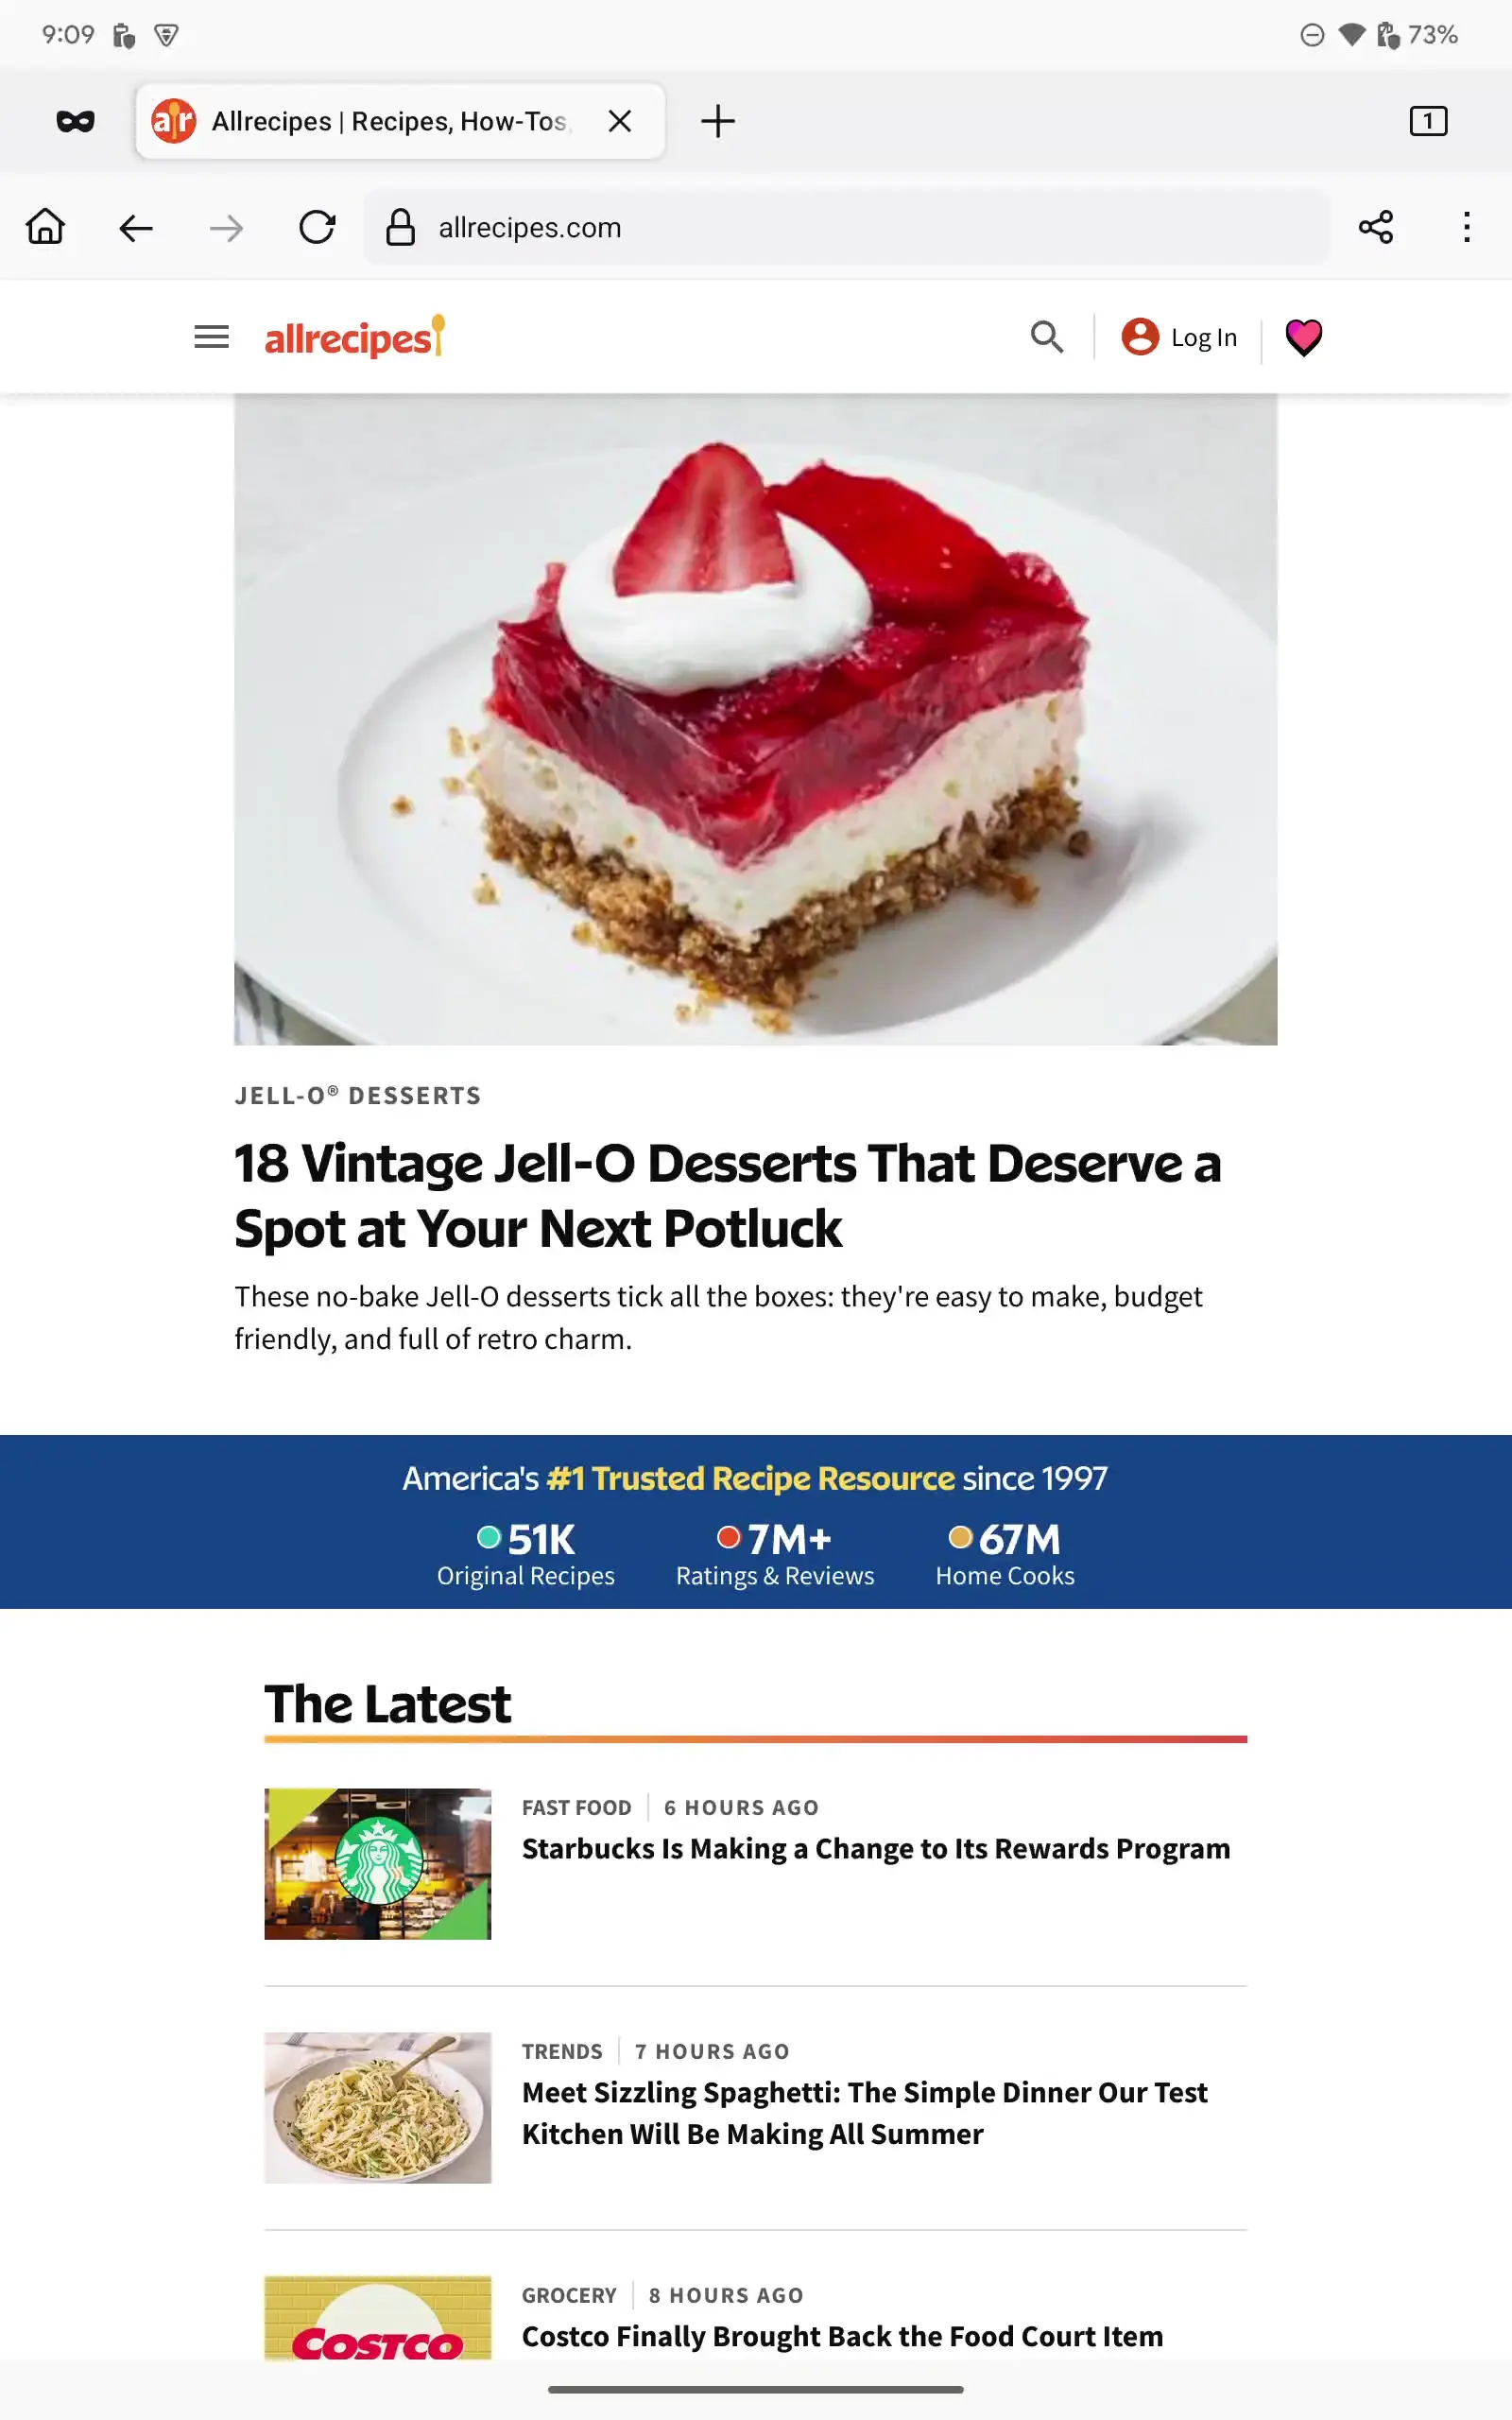 9:09
73%
ar Allrecipes | Recipes, How-Tos,
1
allrecipes.com
allrecipes
Log In
JELL-O® DESSERTS
18 Vintage Jell-O Desserts That Deserve a
Spot at Your Next Potluck
These no-bake Jell-O desserts tick all the boxes: they're easy to make, budget
friendly, and full of retro charm.
America's #1 Trusted Recipe Resource since 1997
51K
Original Recipes
7M+
Ratings & Reviews
67M
Home Cooks
The Latest
FAST FOOD
6 HOURS AGO
Starbucks Is Making a Change to Its Rewards Program
TRENDS
7 HOURS AGO
Meet Sizzling Spaghetti: The Simple Dinner Our Test
Kitchen Will Be Making All Summer
COSTCO
GROCERY
8 HOURS AGO
Costco Finally Brought Back the Food Court Item